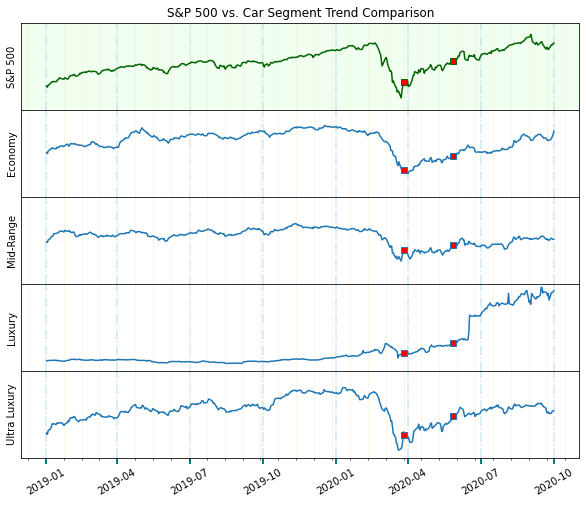 S&P 500 vs. Car Segment Trend Comparison
S&P 500
Economy
Mid-Range
Luxury
Ultra Luxury
2019-01
2019-04
2019-07
2019-10
2020-01
2020-04
2020-07
2020-10